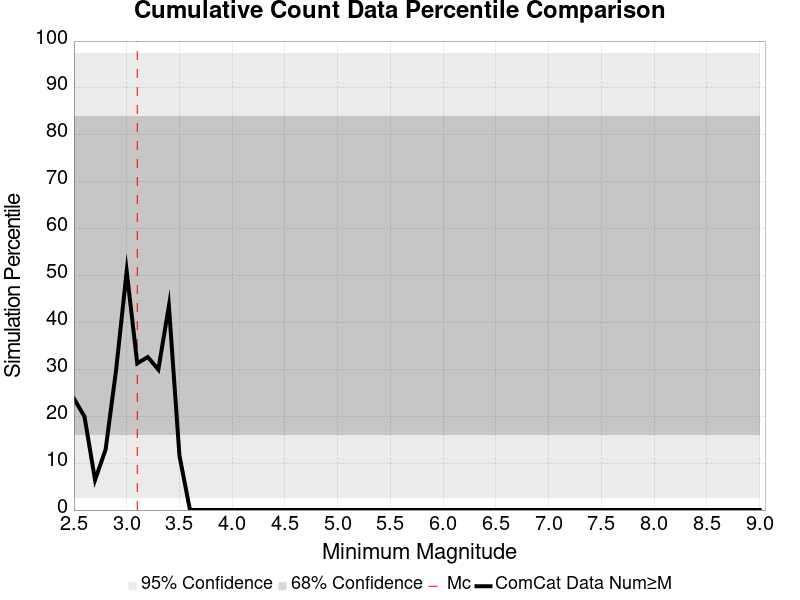 Cumulative Count Data Percentile Comparison
100
90
80
70
60
50
40
30
20
10
0
Simulation Percentile
2.5 3.0 3.5 4.0 4.5 5.0 5.5 6.0 6.5 7.0 7.5 8.0 8.5 9.0
Minimum Magnitude
95% Confidence 68% Confidence Mc ComCat Data Num≥M